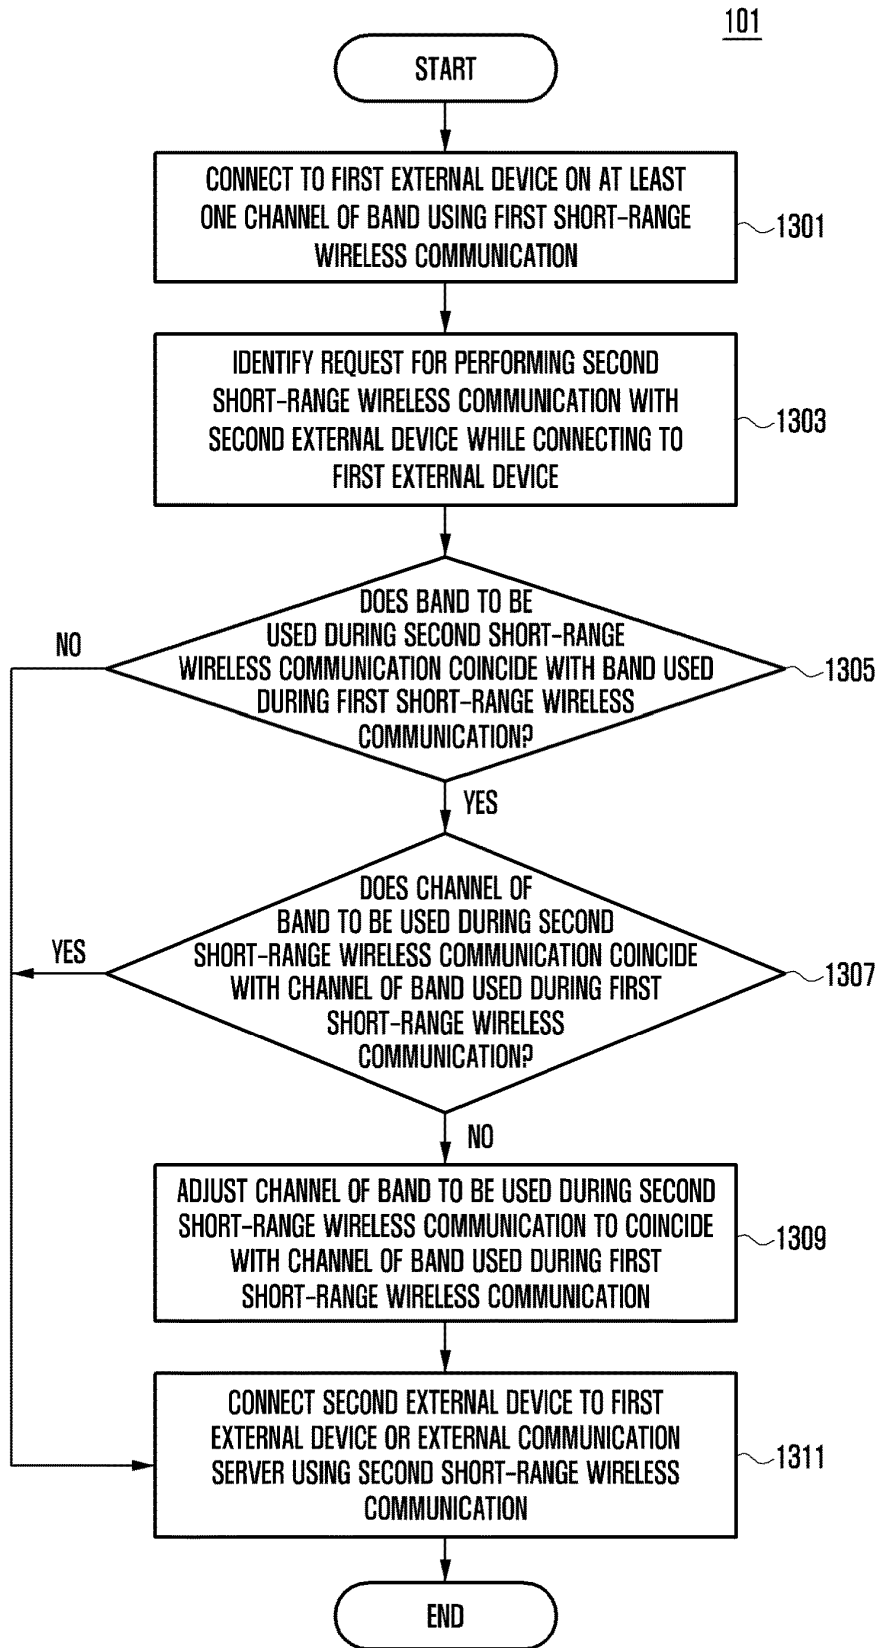 101
START
CONNECT TO FIRST EXTERNAL DEVICE ON AT LEAST
ONE CHANNEL OF BAND USING FIRST SHORT-RANGE
WIRELESS COMMUNICATION
1301
IDENTIFY REQUEST FOR PERFORMING SECOND
SHORT-RANGE WIRELESS COMMUNICATION WITH
SECOND EXTERNAL DEVICE WHILE CONNECTING TO
FIRST EXTERNAL DEVICE
1303
DOES BAND TO BE
USED DURING SECOND SHORT-RANGE
WIRELESS COMMUNICATION COINCIDE WITH BAND USED
DURING FIRST SHORT-RANGE WIRELESS
COMMUNICATION?
1305
NO
YES
DOES CHANNEL OF
BAND TO BE USED DURING SECOND
SHORT-RANGE WIRELESS COMMUNICATION COINCIDE
WITH CHANNEL OF BAND USED DURING FIRST
SHORT-RANGE WIRELESS
COMMUNICATION?
1307
YES
NO
ADJUST CHANNEL OF BAND TO BE USED DURING SECOND
SHORT-RANGE WIRELESS COMMUNICATION TO COINCIDE
WITH CHANNEL OF BAND USED DURING FIRST
SHORT-RANGE WIRELESS COMMUNICATION
1309
CONNECT SECOND EXTERNAL DEVICE TO FIRST
EXTERNAL DEVICE OR EXTERNAL COMMUNICATION
SERVER USING SECOND SHORT-RANGE WIRELESS
COMMUNICATION
1311
END